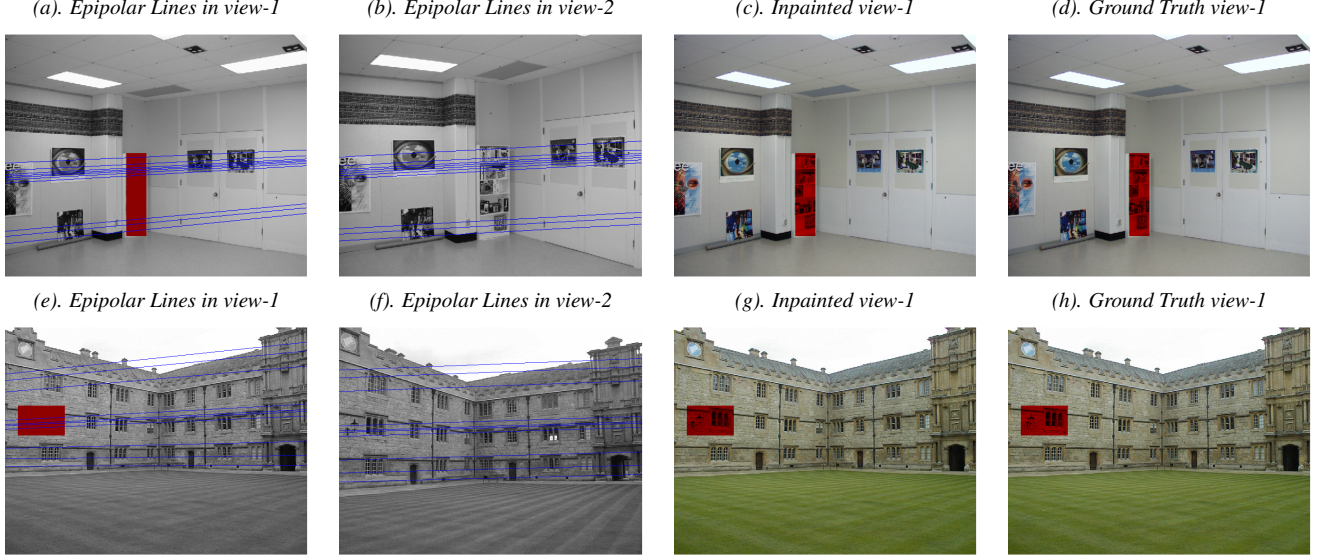 (a). Epipolar Lines in view-1
(b). Epipolar Lines in view-2
(c). Inpainted view-1
(d). Ground Truth view-1
(e). Epipolar Lines in view-1
(f). Epipolar Lines in view-2
(g). Inpainted view-1
(h). Ground Truth view-1